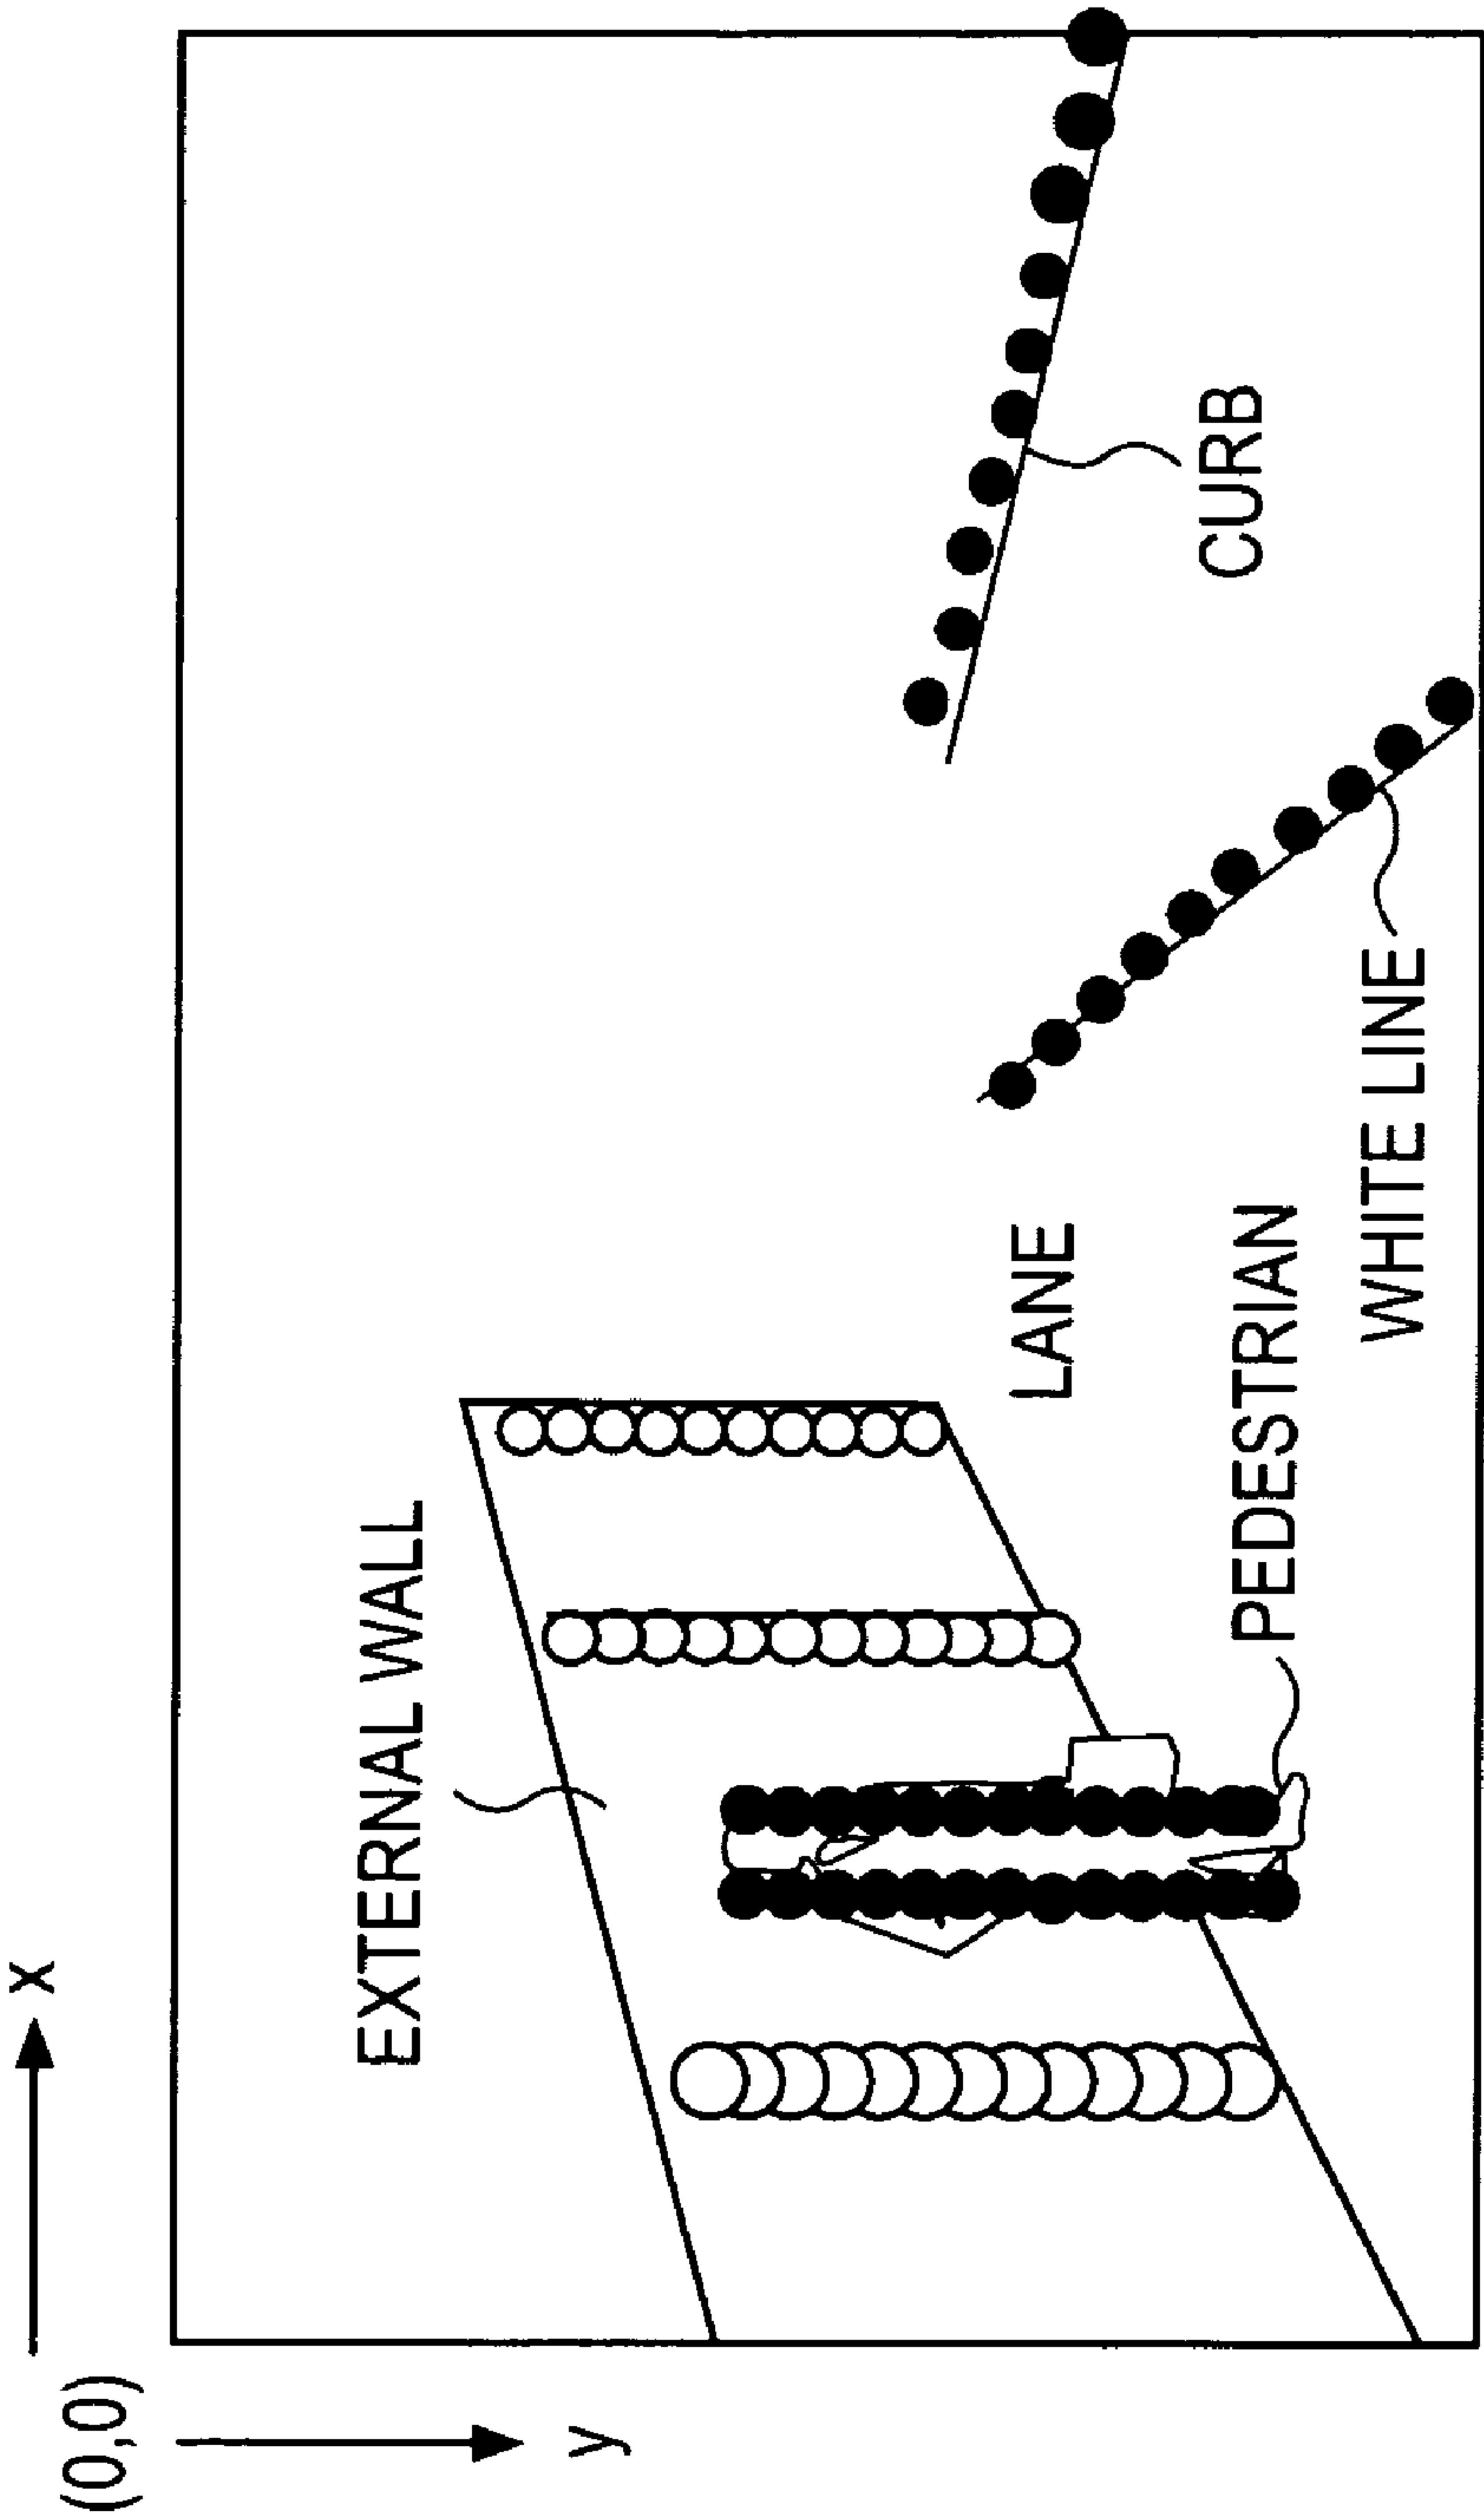 (0,0)
x
y
EXTERNAL WALL
LANE
CURB
PEDESTRIAN
WHITE LINE